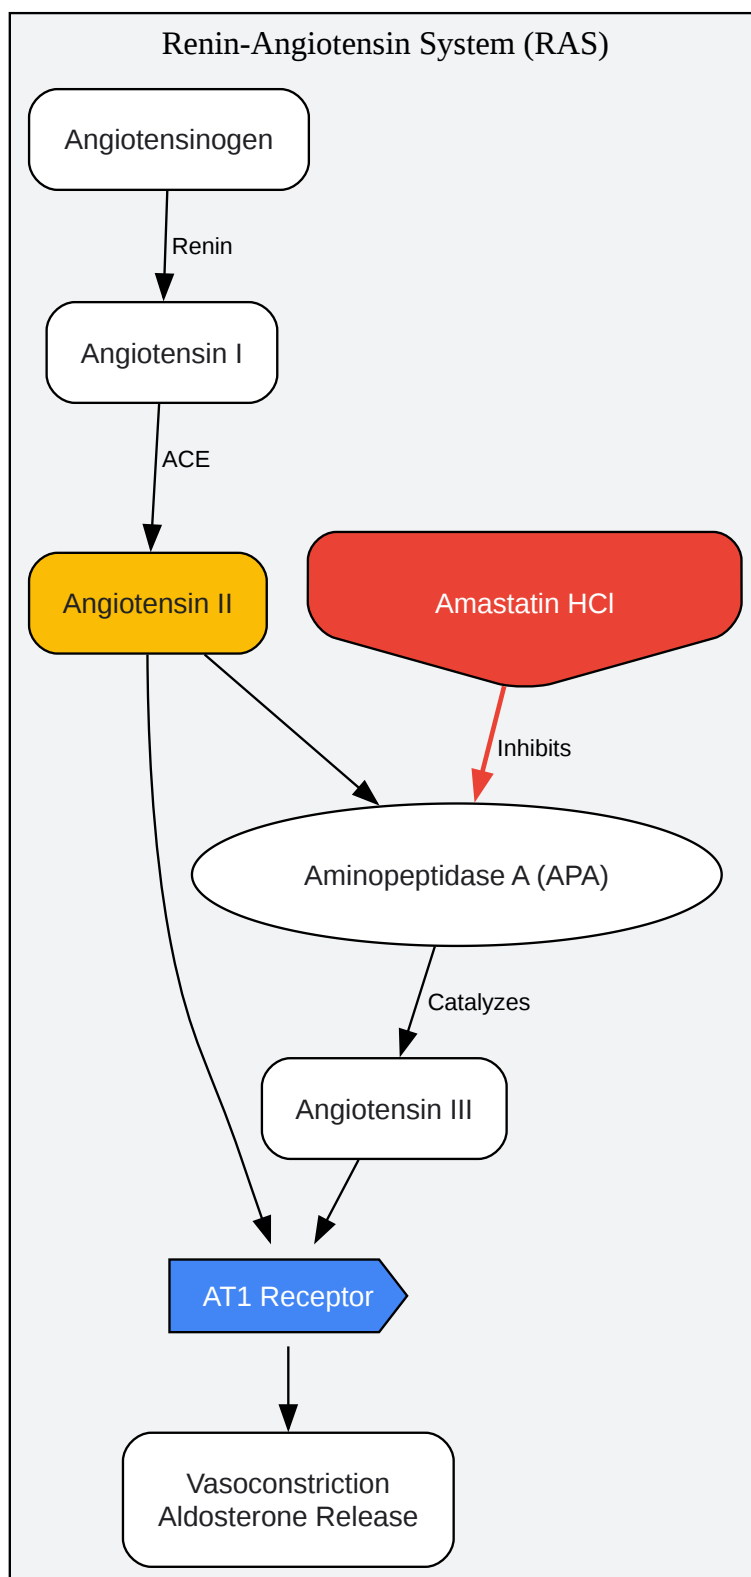 Renin-Angiotensin System (RAS)
Angiotensinogen
Renin
Angiotensin I
ACE
Angiotensin II
Amastatin HCl
Inhibits
Aminopeptidase A (APA)
Catalyzes
Angiotensin III
AT1 Receptor
Vasoconstriction
Aldosterone Release